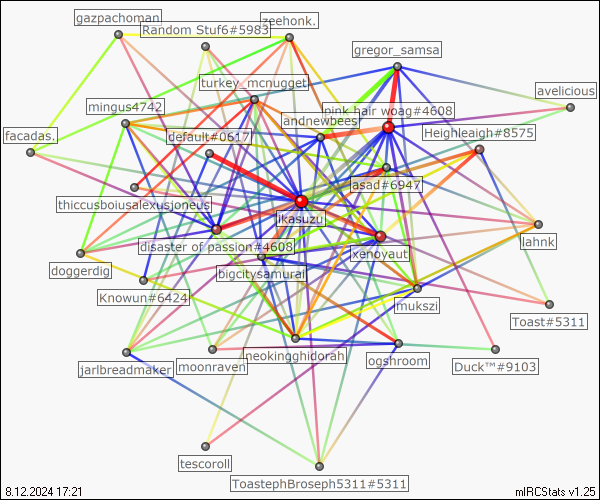 gazpachoman
zeehonk.
Random Stuf6#5983
gregor_samsa
turkey_mcnugget
avelicious
mingus4742
pink hair woag#4608
andnewbees
facadas.
default#0617
Heighleaigh#8575
asad#6947
thiccusboiusalexusjoneus
ikasuzu
disaster of passion#4608
xenoyaut
lahnk
doggerdig
bigcitysamurai
Knowun#6424
mukszi
Toast#5311
neokingghidorah
ogshroom
jarlbreadmaker
moonraven
Duck™#9103
tescoroll
ToastephBroseph5311#5311
8.12.2024 17:21
mIRCStats v1.25